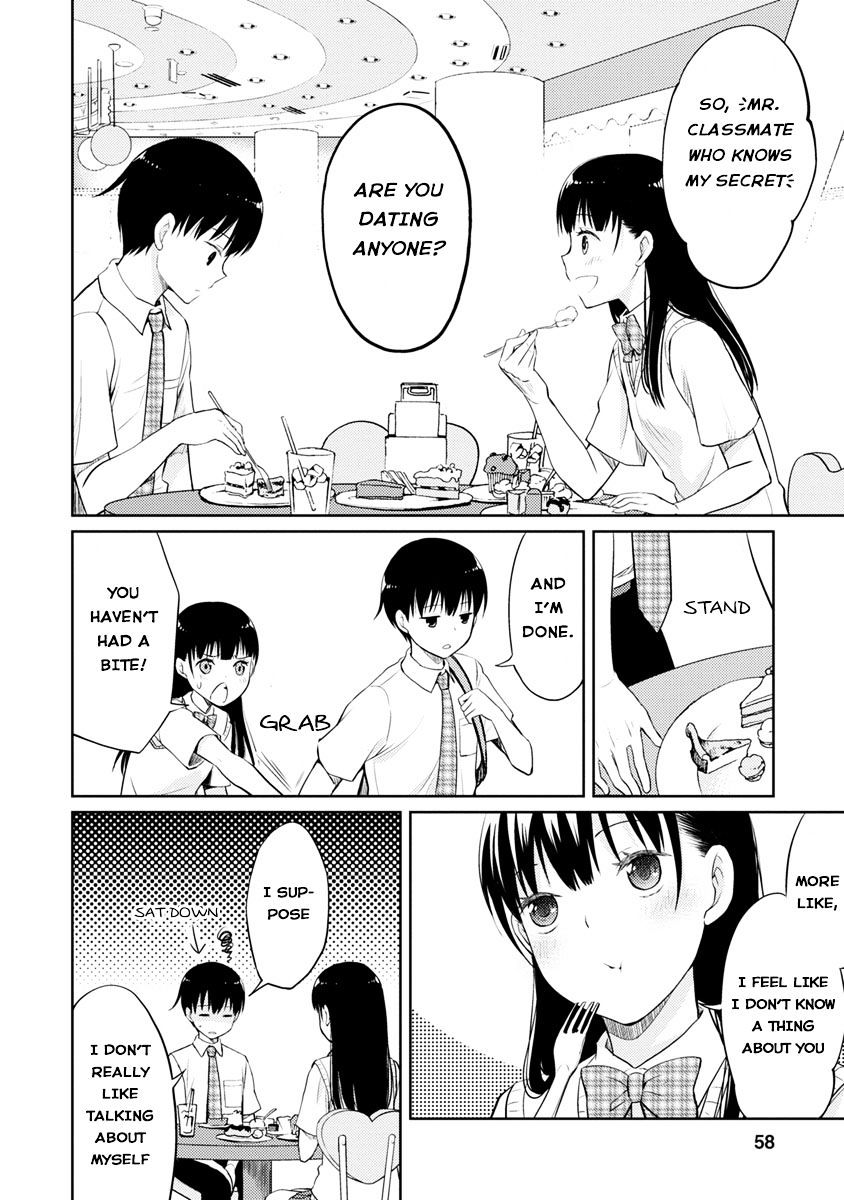 SO, :MR.
CLASSMATE
WHO KNOWS
MY SECRET:
ARE YOU
DATING
ANYONE?
STAND
AND
I'M
DONE.
GRAB
YOU
HAVEN'T
HAD A
BITE!
MORE
LIKE,
I FEEL LIKE
I DON'T KNOW
A THING
ABOUT YOU
I SUP-
POSE
SAT DOWN
I DON'T
REALLY
LIKE
TALKING
ABOUT
MYSELF
58